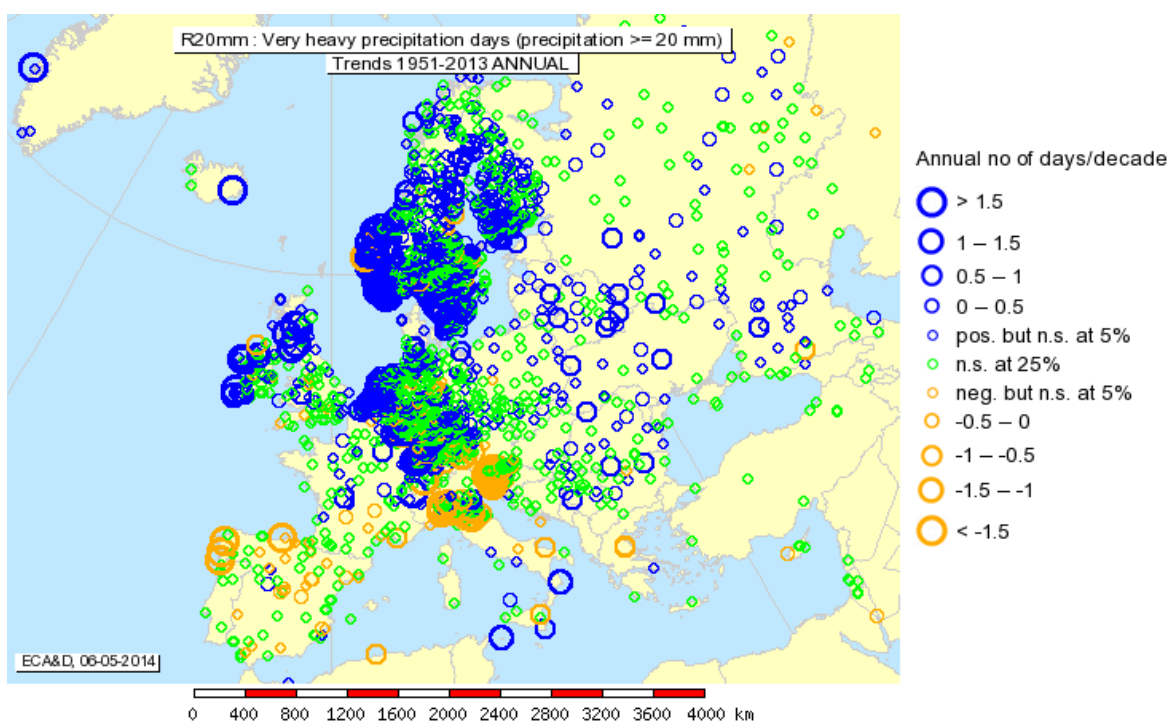 R20mm : Very heavy precipitation days (precipitation >= 20 mm)
Trends 1951-2013 ANNUAL
Annual no of days/decade
> 1.5
1 – 1.5
0.5 – 1
0 – 0.5
pos. but n.s. at 5%
n.s. at 25%
neg. but n.s. at 5%
-0.5 – 0
-1 – -0.5
-1.5 – -1
< -1.5
ECA&D, 06-05-2014
0 400 800 1200 1600 2000 2400 2800 3200 3600 4000 km